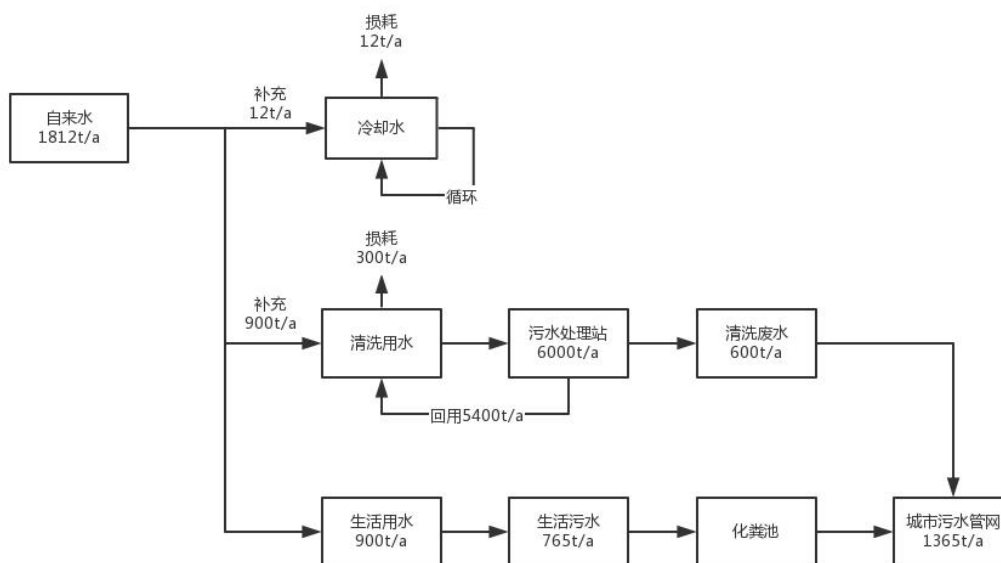 损耗
12t/a
自来水
1812t/a
补充
12t/a
冷却水
循环
损耗
300t/a
补充
900t/a
清洗用水
污水处理站
6000t/a
清洗废水
600t/a
回用5400t/a
生活用水
900t/a
生活污水
765t/a
化粪池
城市污水管网
1365t/a